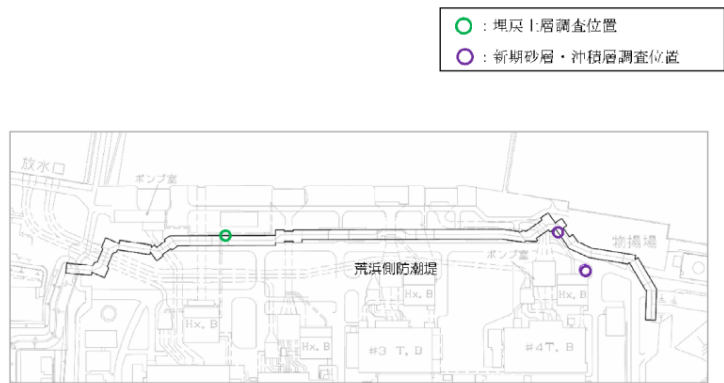 ○：埋戻土層調査位置
○：新期砂層・沖積層調査位置
放水口
ポンプ室
物揚場
荒浜側防潮堤
ポンプ室
Hx. B
Hx. B
Hx. B
Hx. B
#3 T. B
#4 T. B